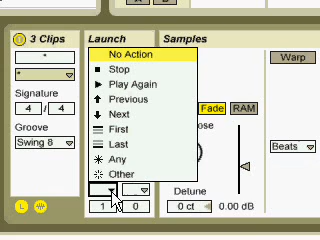 3 Clips
*
*
Signature
4 / 4
Groove
Swing 8
Launch
No Action
Stop
Play Again
Previous
Next
First
Last
Any
Other
1 0
Samples
Fade RAM
Detune
0 ct 0.00 dB
Warp
Beats
L